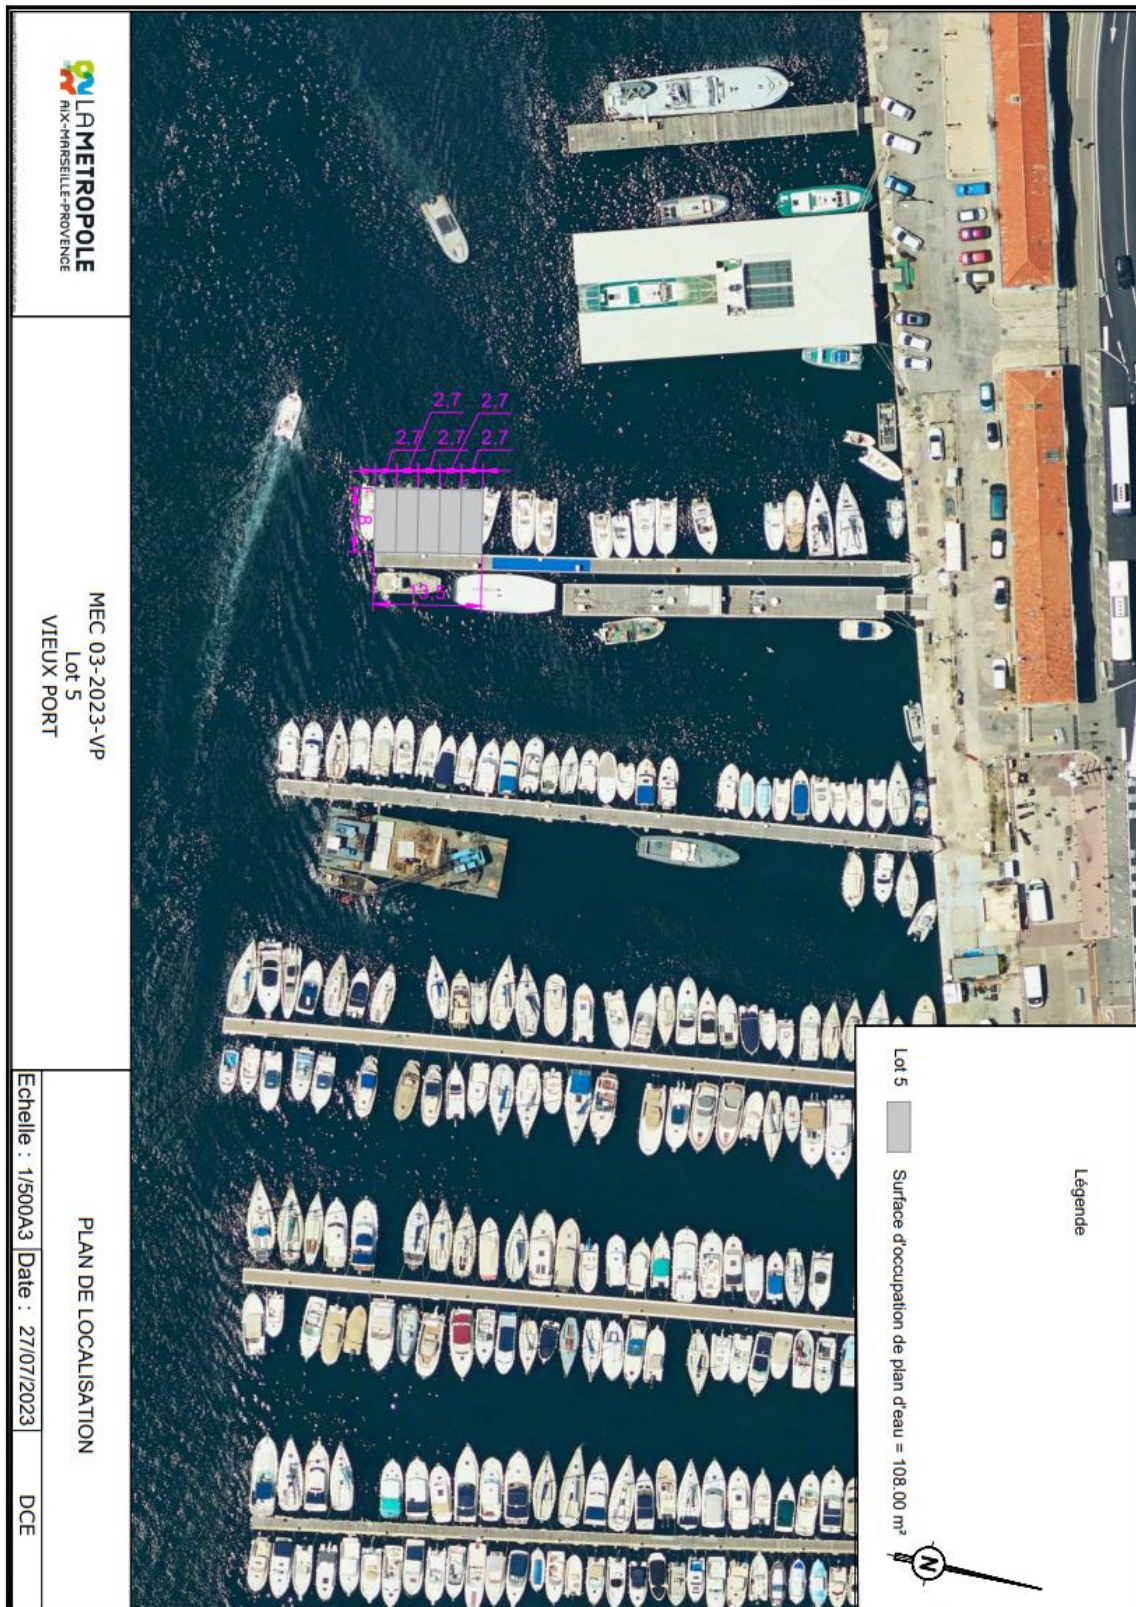 LAMETROPOLE
AIX-MARSEILLE-PROVENCE
MEC 03-2023-VP
Lot 5
VIEUX PORT
PLAN DE LOCALISATION
Echelle : 1/500A3
Date : 27/07/2023
DCE
Légende
Lot 5
Surface d'occupation de plan d'eau = 108.00 m²
N
2,7
2,7
2,7
2,7
2,7
8
13,5